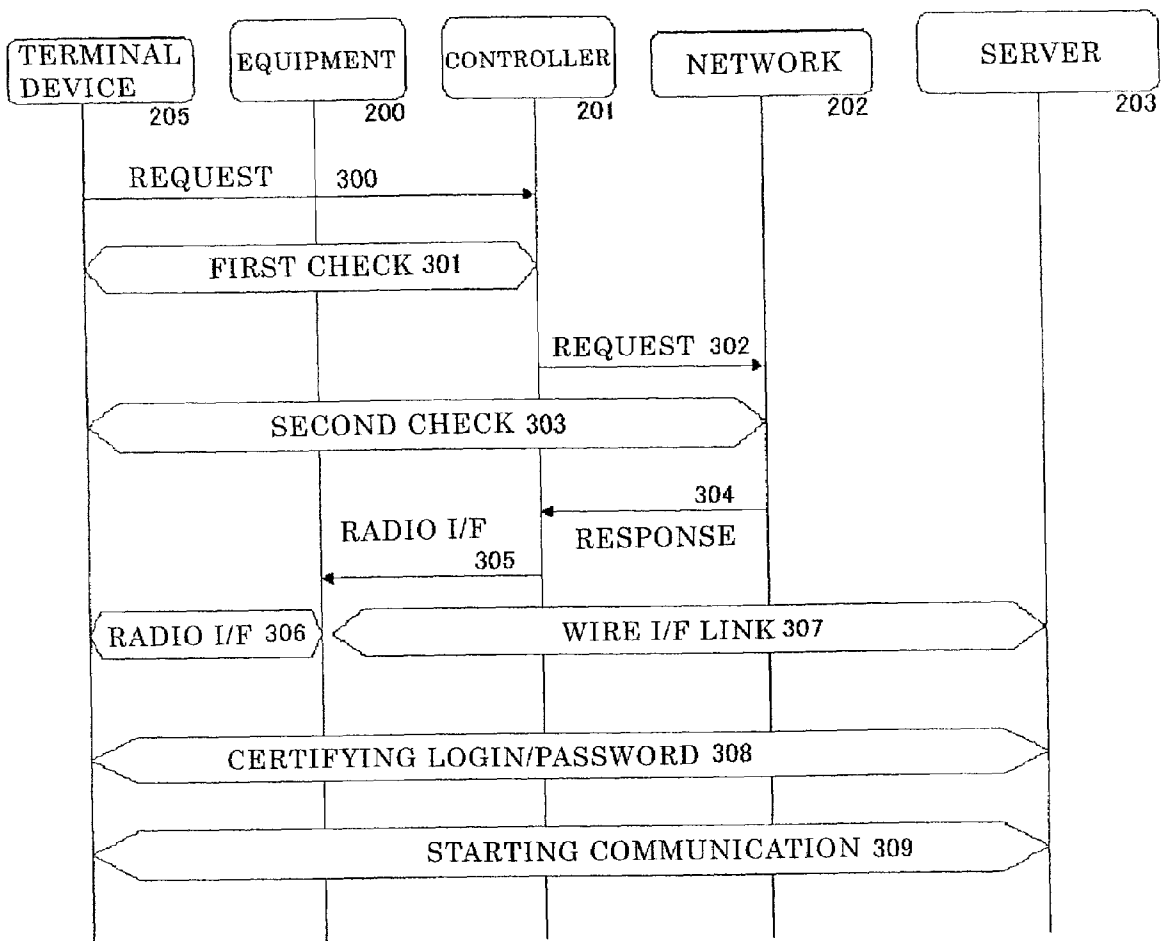 TERMINAL
DEVICE
205
EQUIPMENT
200
CONTROLLER
201
NETWORK
202
SERVER
203
REQUEST 300
FIRST CHECK 301
REQUEST 302
SECOND CHECK 303
304
RESPONSE
RADIO I/F
305
RADIO I/F 306
WIRE I/F LINK 307
CERTIFYING LOGIN/PASSWORD 308
STARTING COMMUNICATION 309